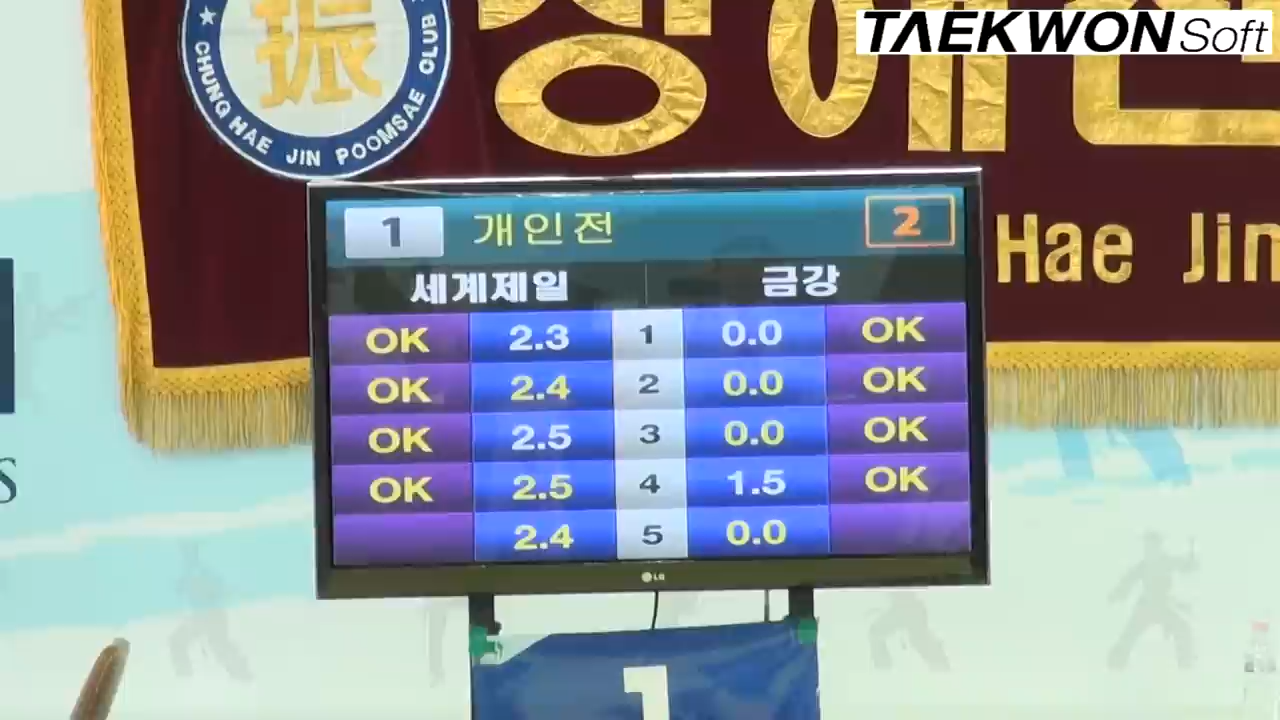 TAEKWONSoft
振
CHUNG HAE JIN POOMSAE CLUB
Hae Jin
1 개인전 2
세계제일 금강
OK 2.3 1 0.0 OK
OK 2.4 2 0.0 OK
OK 2.5 3 0.0 OK
OK 2.5 4 1.5 OK
2.4 5 0.0
LG
1